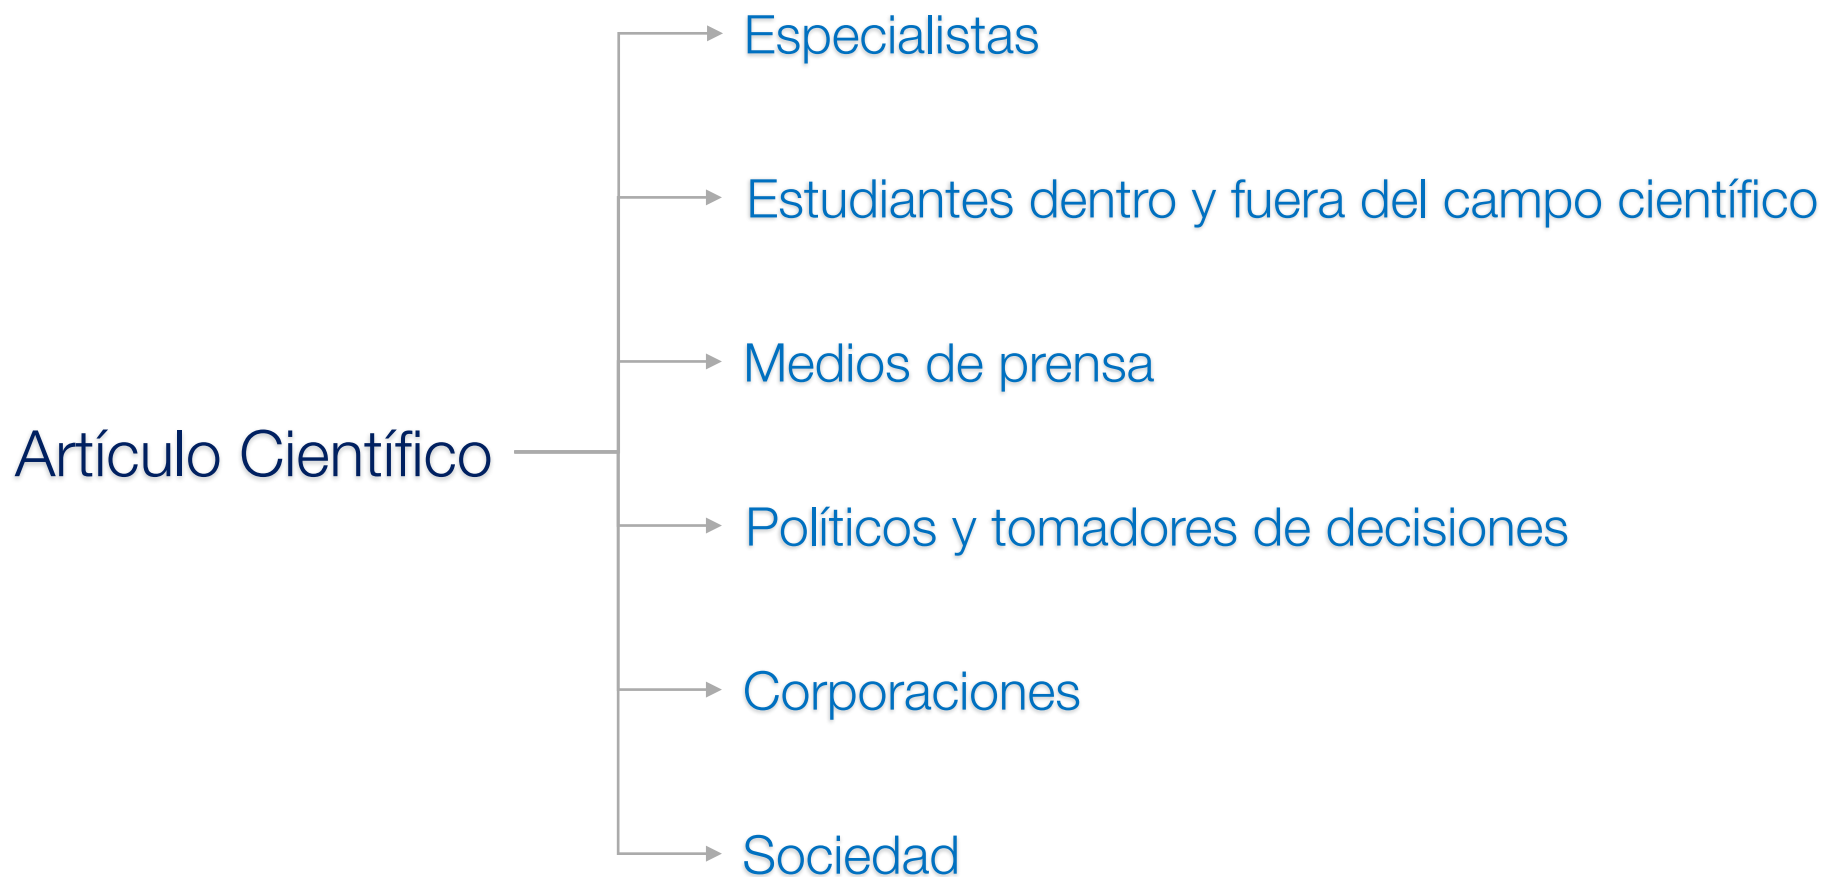 Especialistas
Estudiantes dentro y fuera del campo científico
Medios de prensa
Artículo Científico
Políticos y tomadores de decisiones
Corporaciones
Sociedad